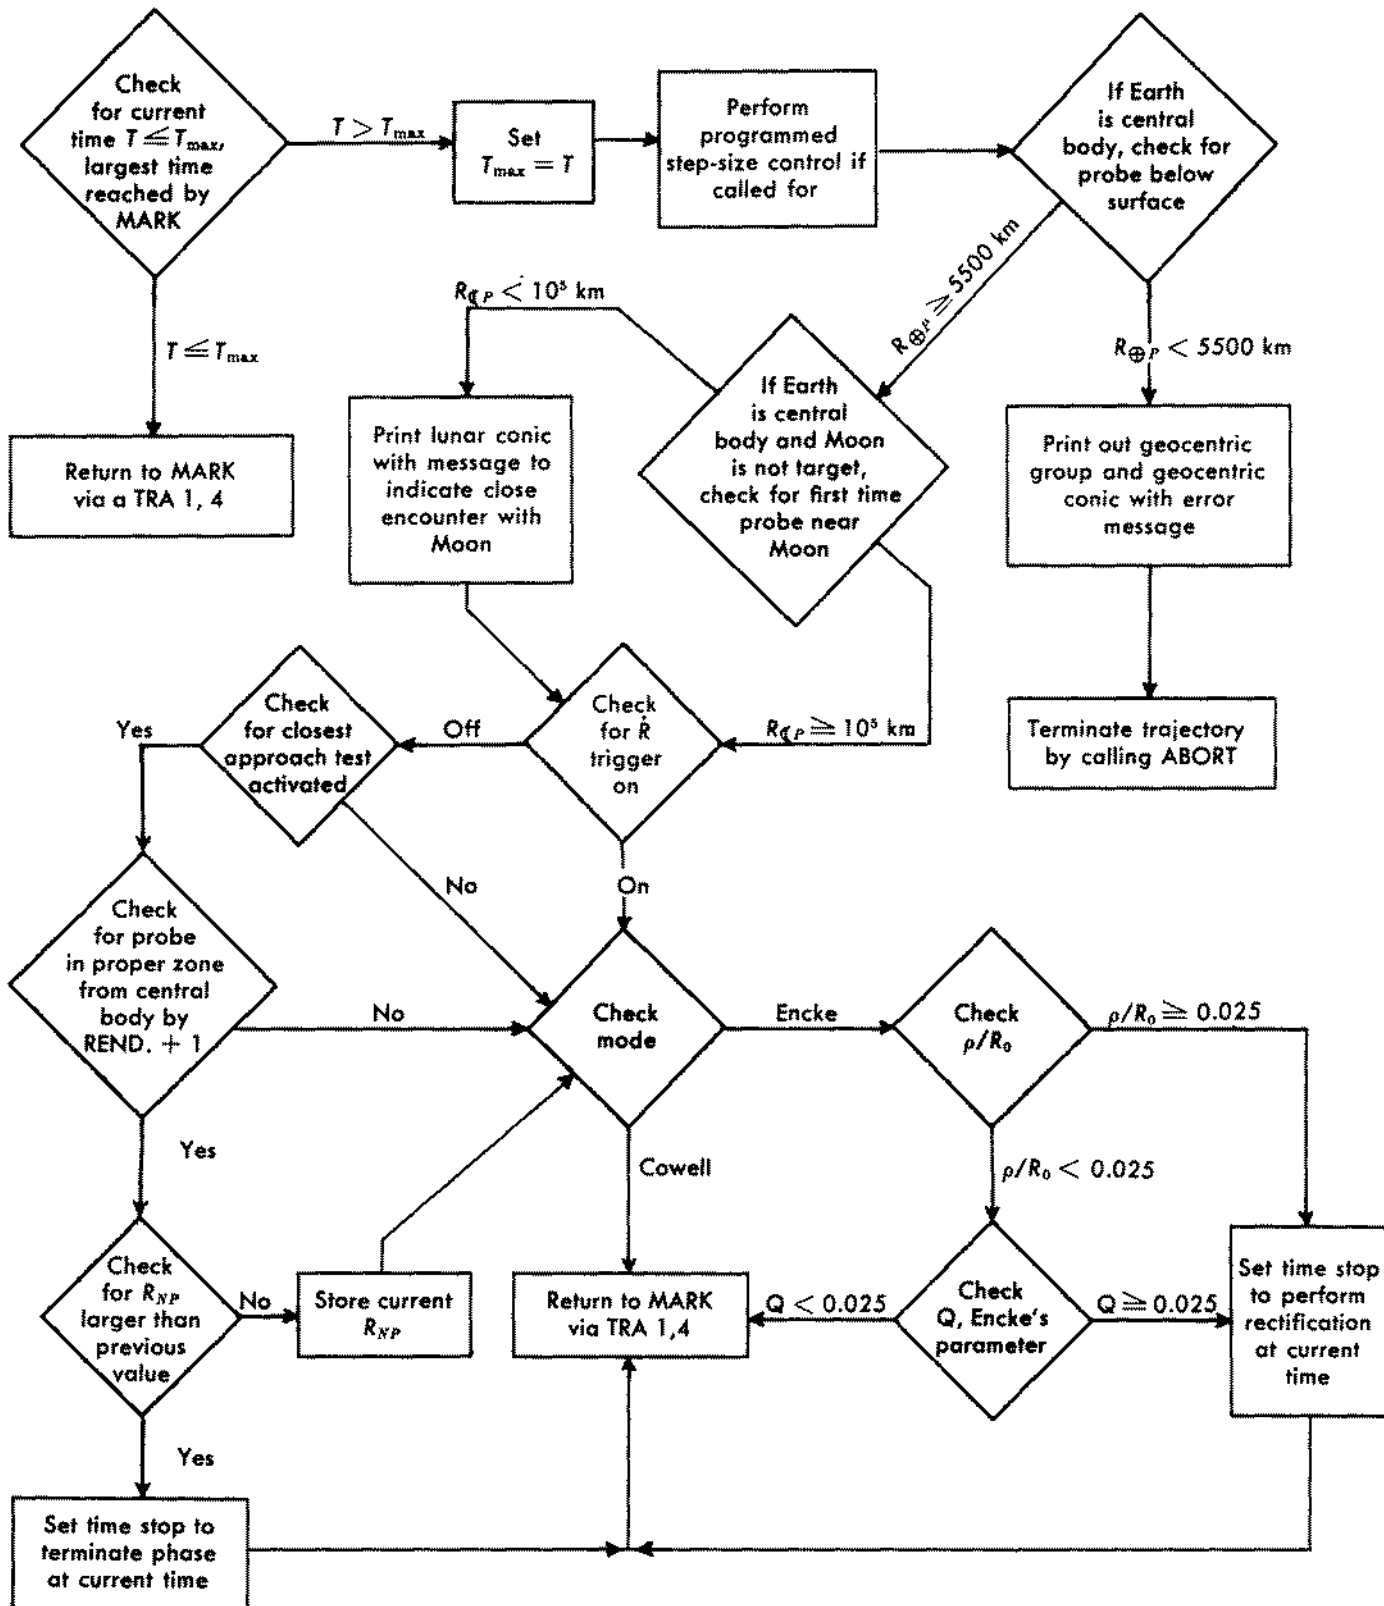 Check
for current
time T ≦ Tmax,
largest time
reached by
MARK
T > Tmax
Set
Tmax = T
Perform
programmed
step-size control if
called for
If Earth
is central
body, check for
probe below
surface
T ≦ Tmax
Return to MARK
via a TRA 1, 4
R☾P < 10⁵ km
R⊕P ≧ 5500 km
R⊕P < 5500 km
Print lunar conic
with message to
indicate close
encounter with
Moon
If Earth
is central
body and Moon
is not target,
check for first time
probe near
Moon
Print out geocentric
group and geocentric
conic with error
message
Terminate trajectory
by calling ABORT
R☾P ≧ 10⁵ km
Check
for Ṙ
trigger
on
Off
On
Check
for closest
approach test
activated
Yes
No
Check
for probe
in proper zone
from central
body by
REND. + 1
No
Yes
Check
mode
Encke
Cowell
Check
ρ/R₀
ρ/R₀ ≧ 0.025
ρ/R₀ < 0.025
Check
for RNP
larger than
previous
value
No
Store current
RNP
Return to MARK
via TRA 1,4
Q < 0.025
Check
Q, Encke's
parameter
Q ≧ 0.025
Set time stop
to perform
rectification
at current
time
Yes
Set time stop to
terminate phase
at current time